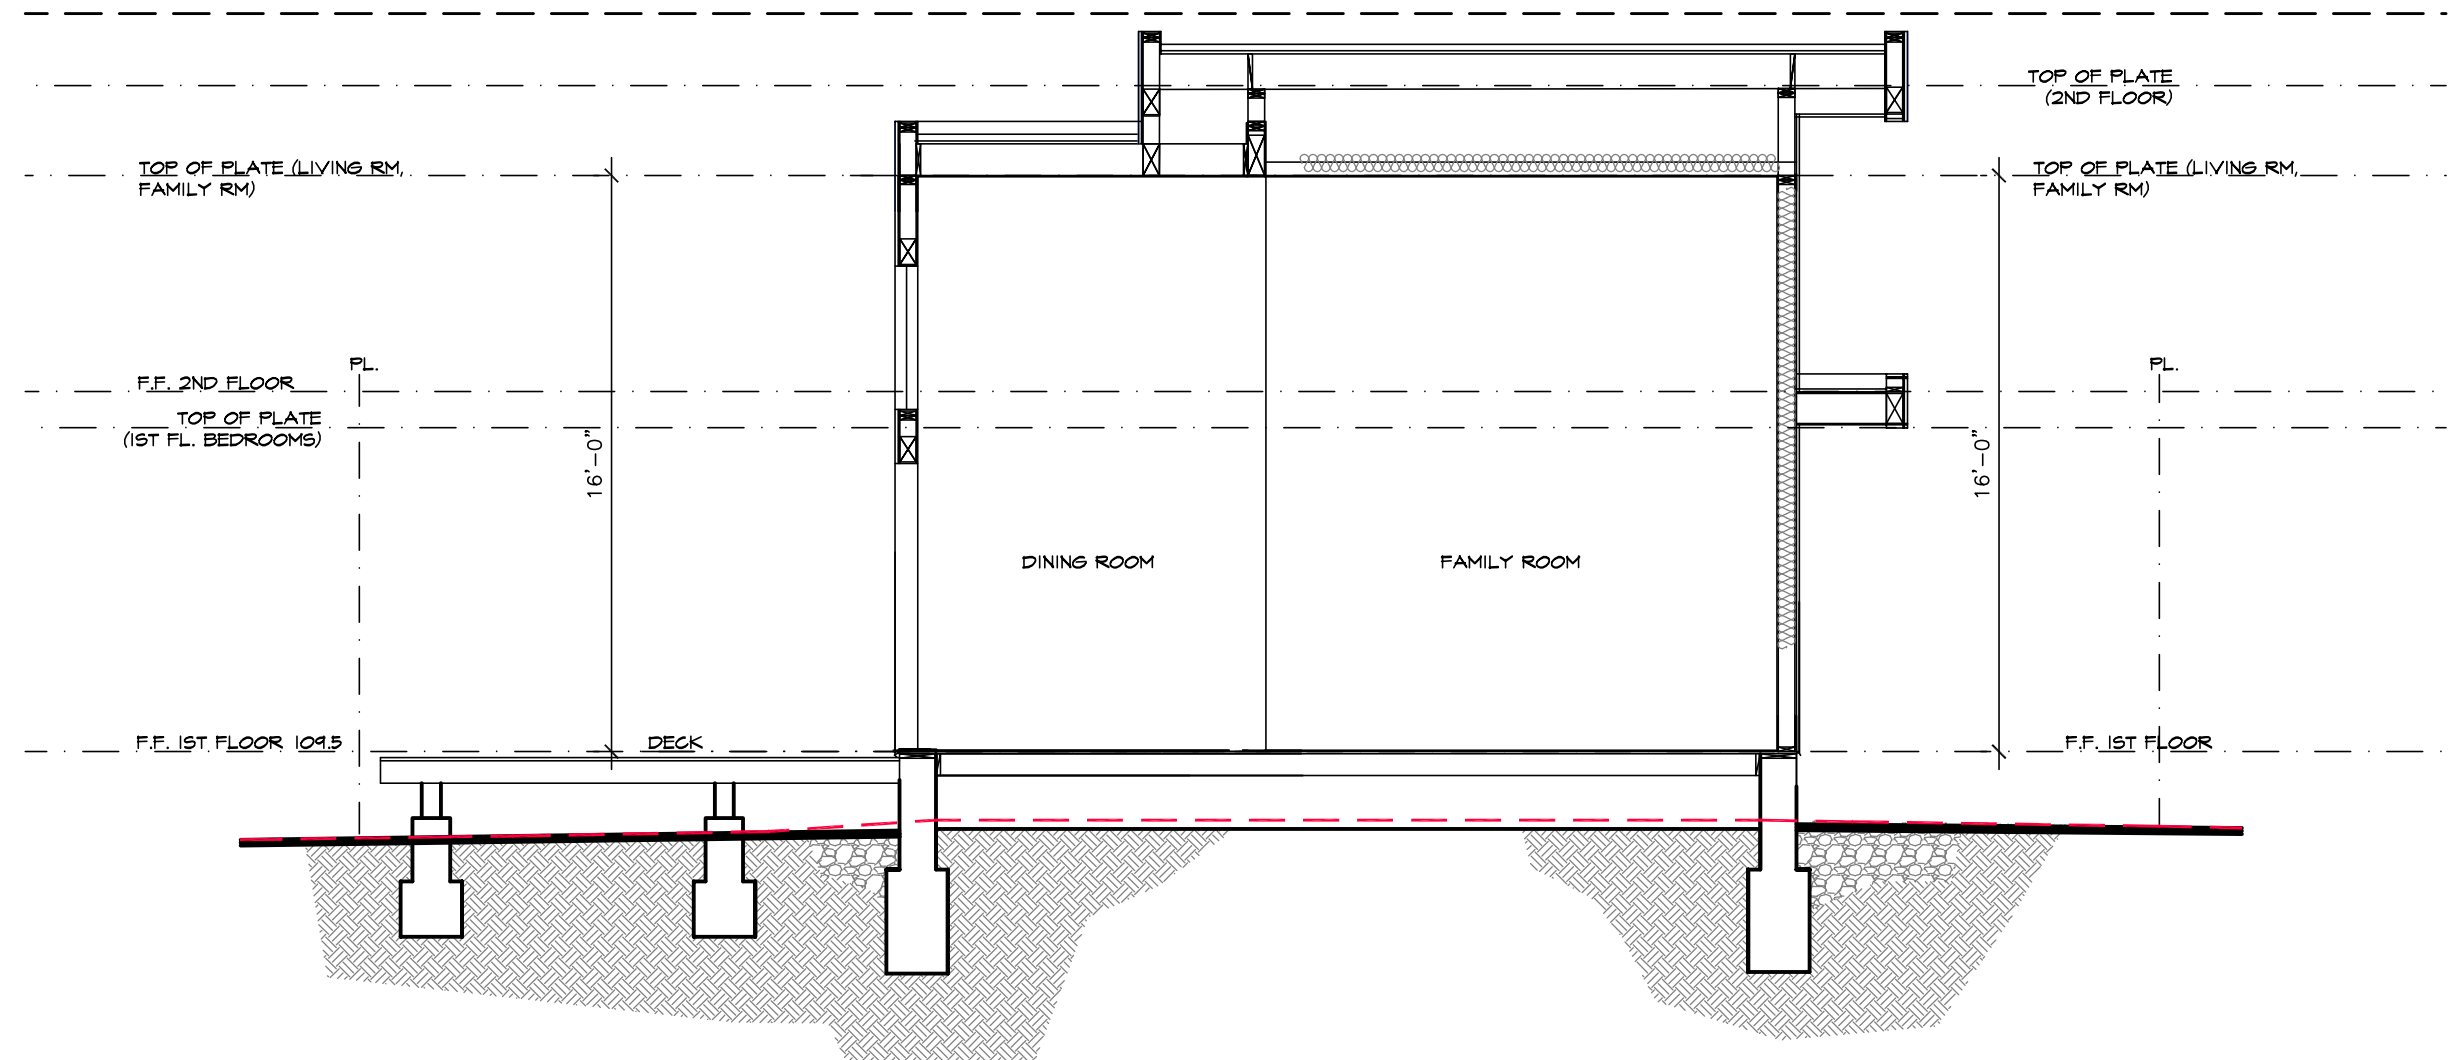 TOP OF PLATE
(2ND FLOOR)
TOP OF PLATE (LIVING RM,
FAMILY RM)
TOP OF PLATE (LIVING RM,
FAMILY RM)
PL.
PL.
F.F. 2ND FLOOR
TOP OF PLATE
(1ST FL. BEDROOMS)
16'-0"
16'-0"
DINING ROOM
FAMILY ROOM
F.F. 1ST FLOOR 109.5
DECK
F.F. 1ST FLOOR